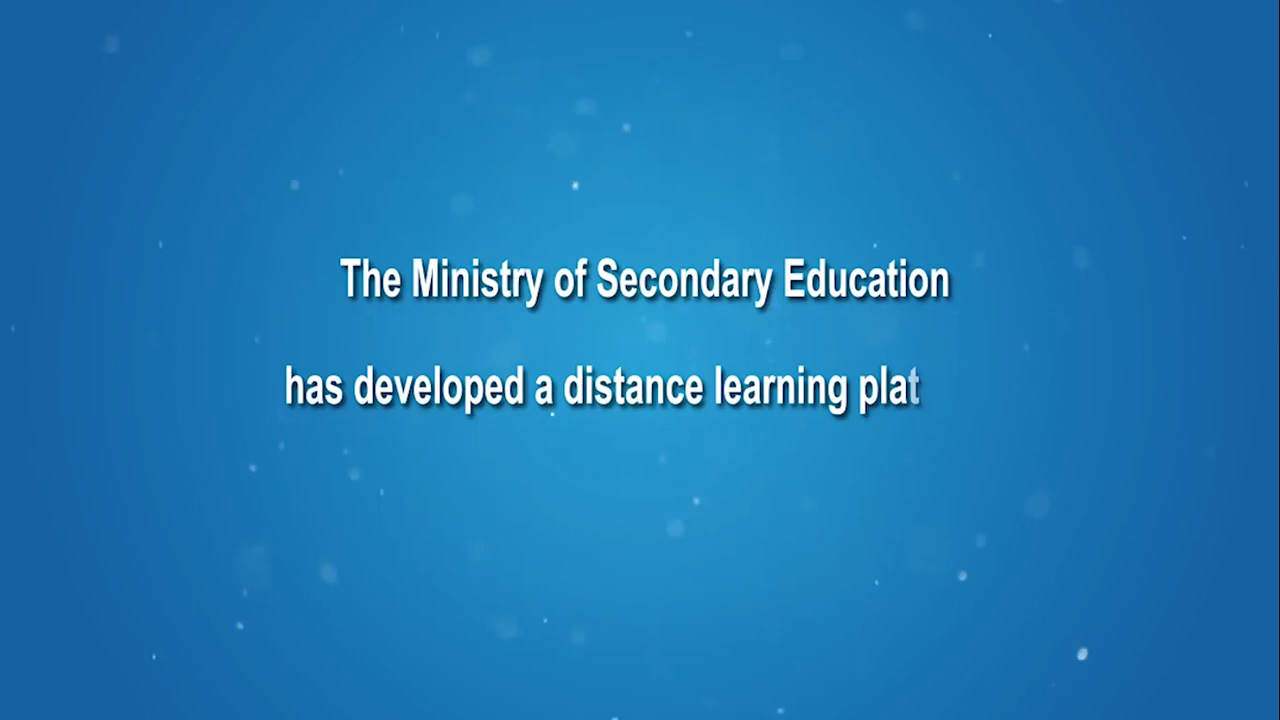 The Ministry of Secondary Education
has developed a distance learning plat